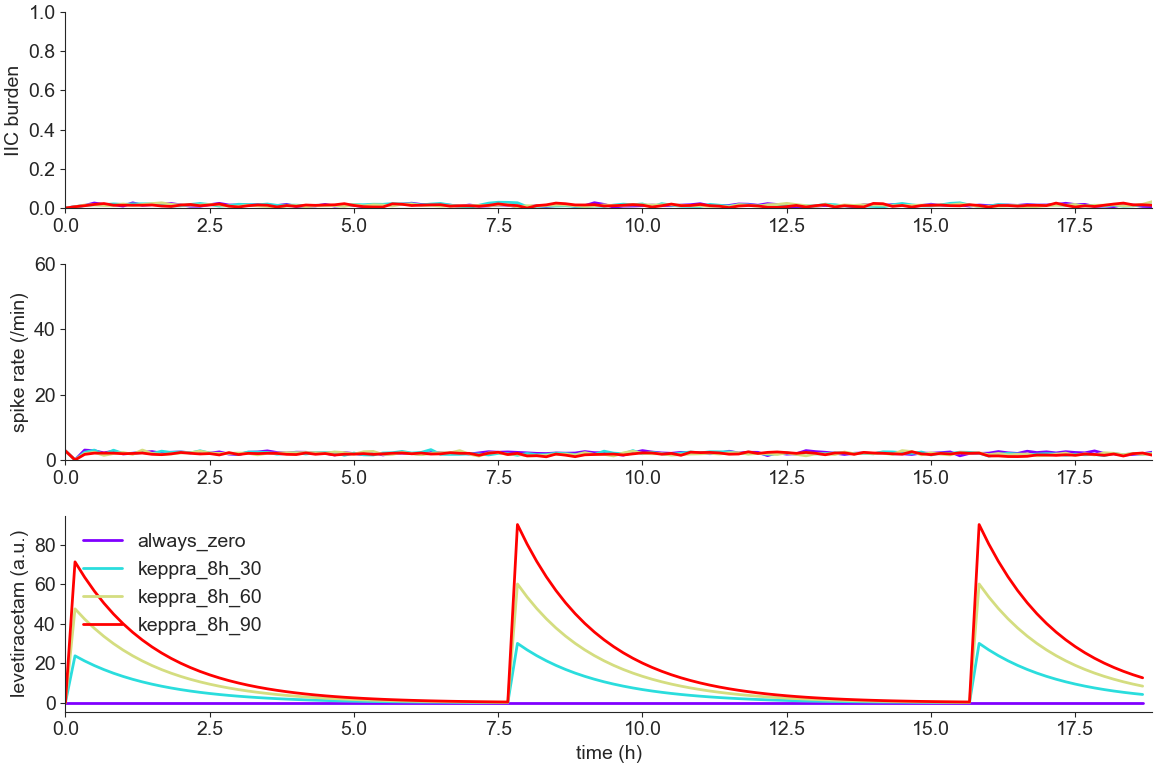 IIC burden
1.0
0.8
0.6
0.4
0.2
0.0
0.0 2.5 5.0 7.5 10.0 12.5 15.0 17.5
spike rate (/min)
60
40
20
0
0.0 2.5 5.0 7.5 10.0 12.5 15.0 17.5
levetiracetam (a.u.)
80
60
40
20
0
always_zero
keppra_8h_30
keppra_8h_60
keppra_8h_90
0.0 2.5 5.0 7.5 10.0 12.5 15.0 17.5
time (h)